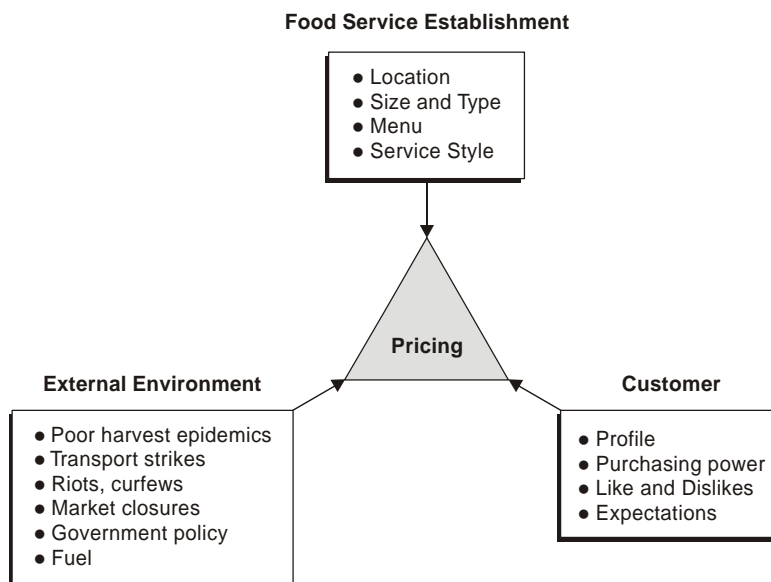 Food Service Establishment
● Location
● Size and Type
● Menu
● Service Style
Pricing
External Environment
● Poor harvest epidemics
● Transport strikes
● Riots, curfews
● Market closures
● Government policy
● Fuel
Customer
● Profile
● Purchasing power
● Like and Dislikes
● Expectations